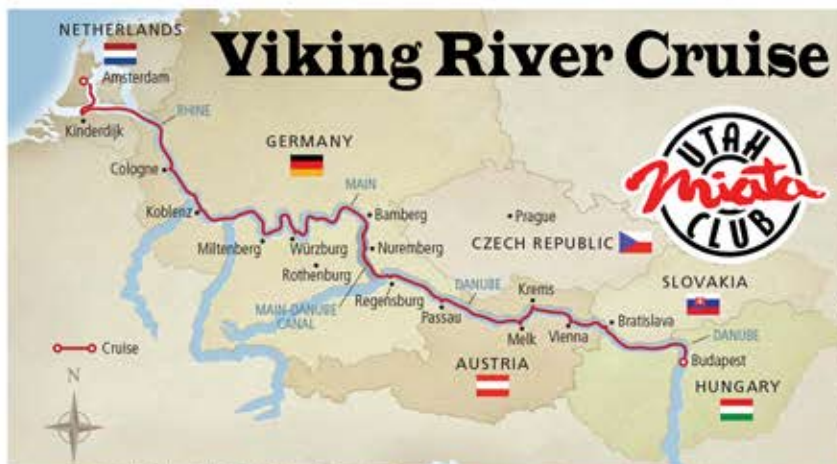 NETHERLANDS
Viking River Cruise
Amsterdam
Kinderdijk
RHINE
GERMANY
UTAH
Miata
CLUB
Cologne
MAIN
Koblenz
Bamberg
Prague
Miltenberg
Würzburg
Nuremberg
CZECH REPUBLIC
Rothenburg
SLOVAKIA
MAIN-DANUBE
CANAL
Regensburg
DANUBE
Krems
Passau
Bratislava
Cruise
Melk
Vienna
DANUBE
Budapest
AUSTRIA
N
HUNGARY